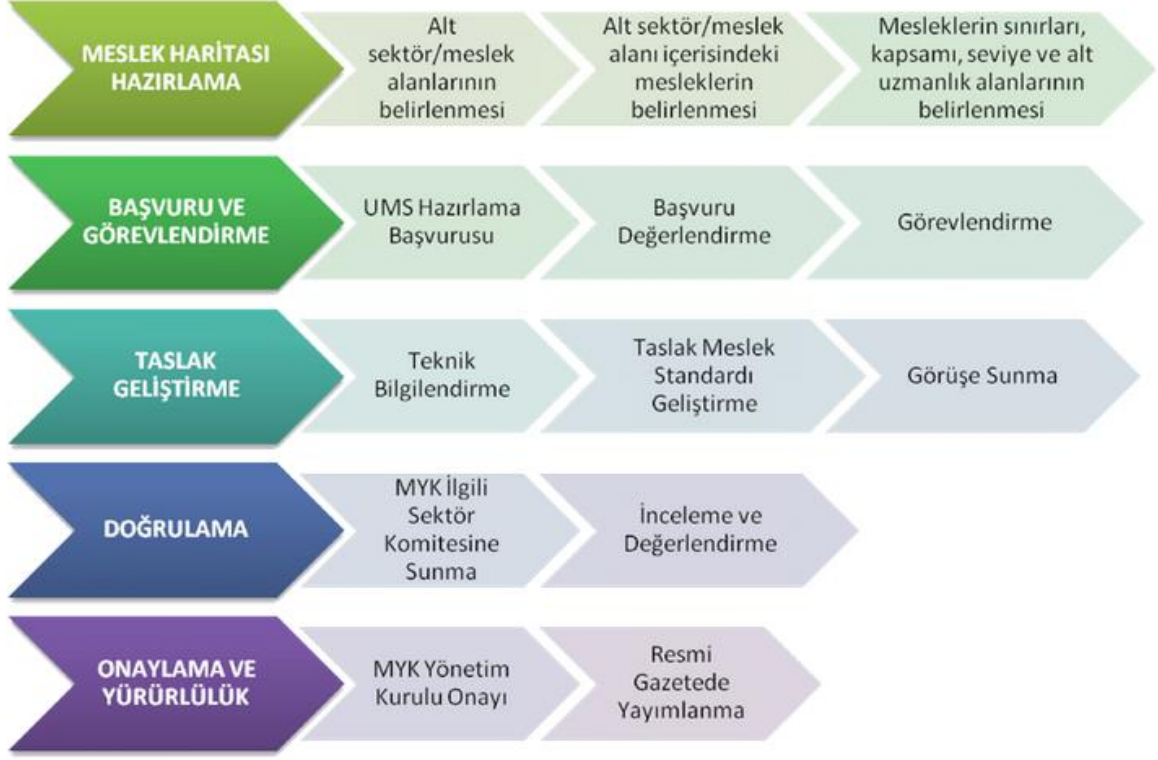 MESLEK HARİTASI
HAZIRLAMA
Alt
sektör/meslek
alanlarının
belirlenmesi
Alt sektör/meslek
alanı içerisindeki
mesleklerin
belirlenmesi
Mesleklerin sınırları,
kapsamı, seviye ve alt
uzmanlık alanlarının
belirlenmesi
BAŞVURU VE
GÖREVLENDİRME
UMS Hazırlama
Başvurusu
Başvuru
Değerlendirme
Görevlendirme
TASLAK
GELİŞTİRME
Teknik
Bilgilendirme
Taslak Meslek
Standardı
Geliştirme
Görüşe Sunma
DOĞRULAMA
MYK İlgili
Sektör
Komitesine
Sunma
İnceleme ve
Değerlendirme
ONAYLAMA VE
YÜRÜRLÜLÜK
MYK Yönetim
Kurulu Onayı
Resmi
Gazetede
Yayımlanma